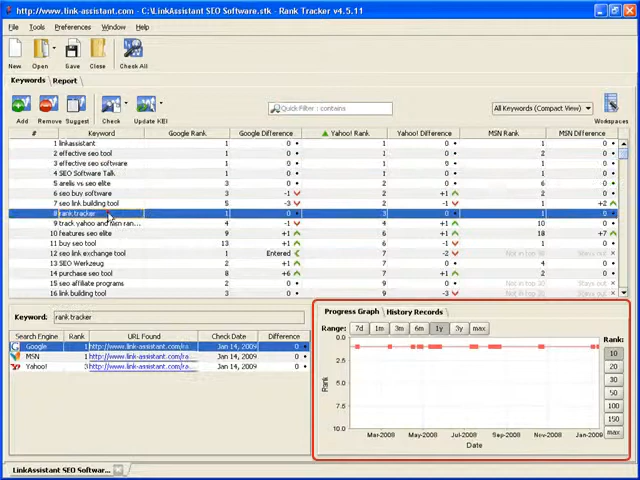 http://www.link-assistant.com - C:\LinkAssistant SEO Software.stk - Rank Tracker v4.5.11
File Tools Preferences Window Help
New Open Save Close Check All
Keywords Report
Add Remove Suggest Check Update KEI Quick Filter : contains All Keywords (Compact View) Workspaces
# Keyword Google Rank Google Difference Yahoo! Rank Yahoo! Difference MSN Rank MSN Difference
1 linkassistant 1 0 1 0 1 0
2 effective seo tool 1 0 1 0 2 0
3 effective seo software 1 0 1 0 1 0
4 SEO Software Talk 1 0 1 0 1 0
5 arelis vs seo elite 3 0 2 0 6 0
6 seo buy software 4 -1 2 +1 1 0
7 seo link building tool 5 -3 2 0 1 +2
8 rank tracker 1 0 3 0 1 0
9 track yahoo and msn ran... 4 -1 4 +1 10 0
10 features seo elite 9 +1 6 +1 18 +7
11 buy seo tool 13 +1 6 0 3 0
12 seo link exchange tool 1 Entered 7 -2 Not in top 20 Stays out
13 SEO Werkzeug 7 +1 7 0 4 0
14 purchase seo tool 8 +6 7 +1 2 0
15 seo affiliate programs 2 0 9 0 Not in top 20 Stays out
16 link building tool 3 0 9 -3 Not in top 20 Stays out
Keyword: rank tracker
Search Engine Rank URL Found Check Date Difference
Google 1 http://www.link-assistant.com/ra Jan 14, 2009 0
MSN 1 http://www.link-assistant.com/ra Jan 14, 2009 0
Yahoo! 3 http://www.link-assistant.com/ra Jan 14, 2009 0
Progress Graph History Records
Range: 7d 1m 3m 6m 1y 3y max
Rank:
10
20
30
50
100
150
max
Rank
0.0
2.5
5.0
7.5
10.0
Mar-2008 May-2008 Jul-2008 Sep-2008 Nov-2008 Jan-2009
Date
LinkAssistant SEO Softwar...